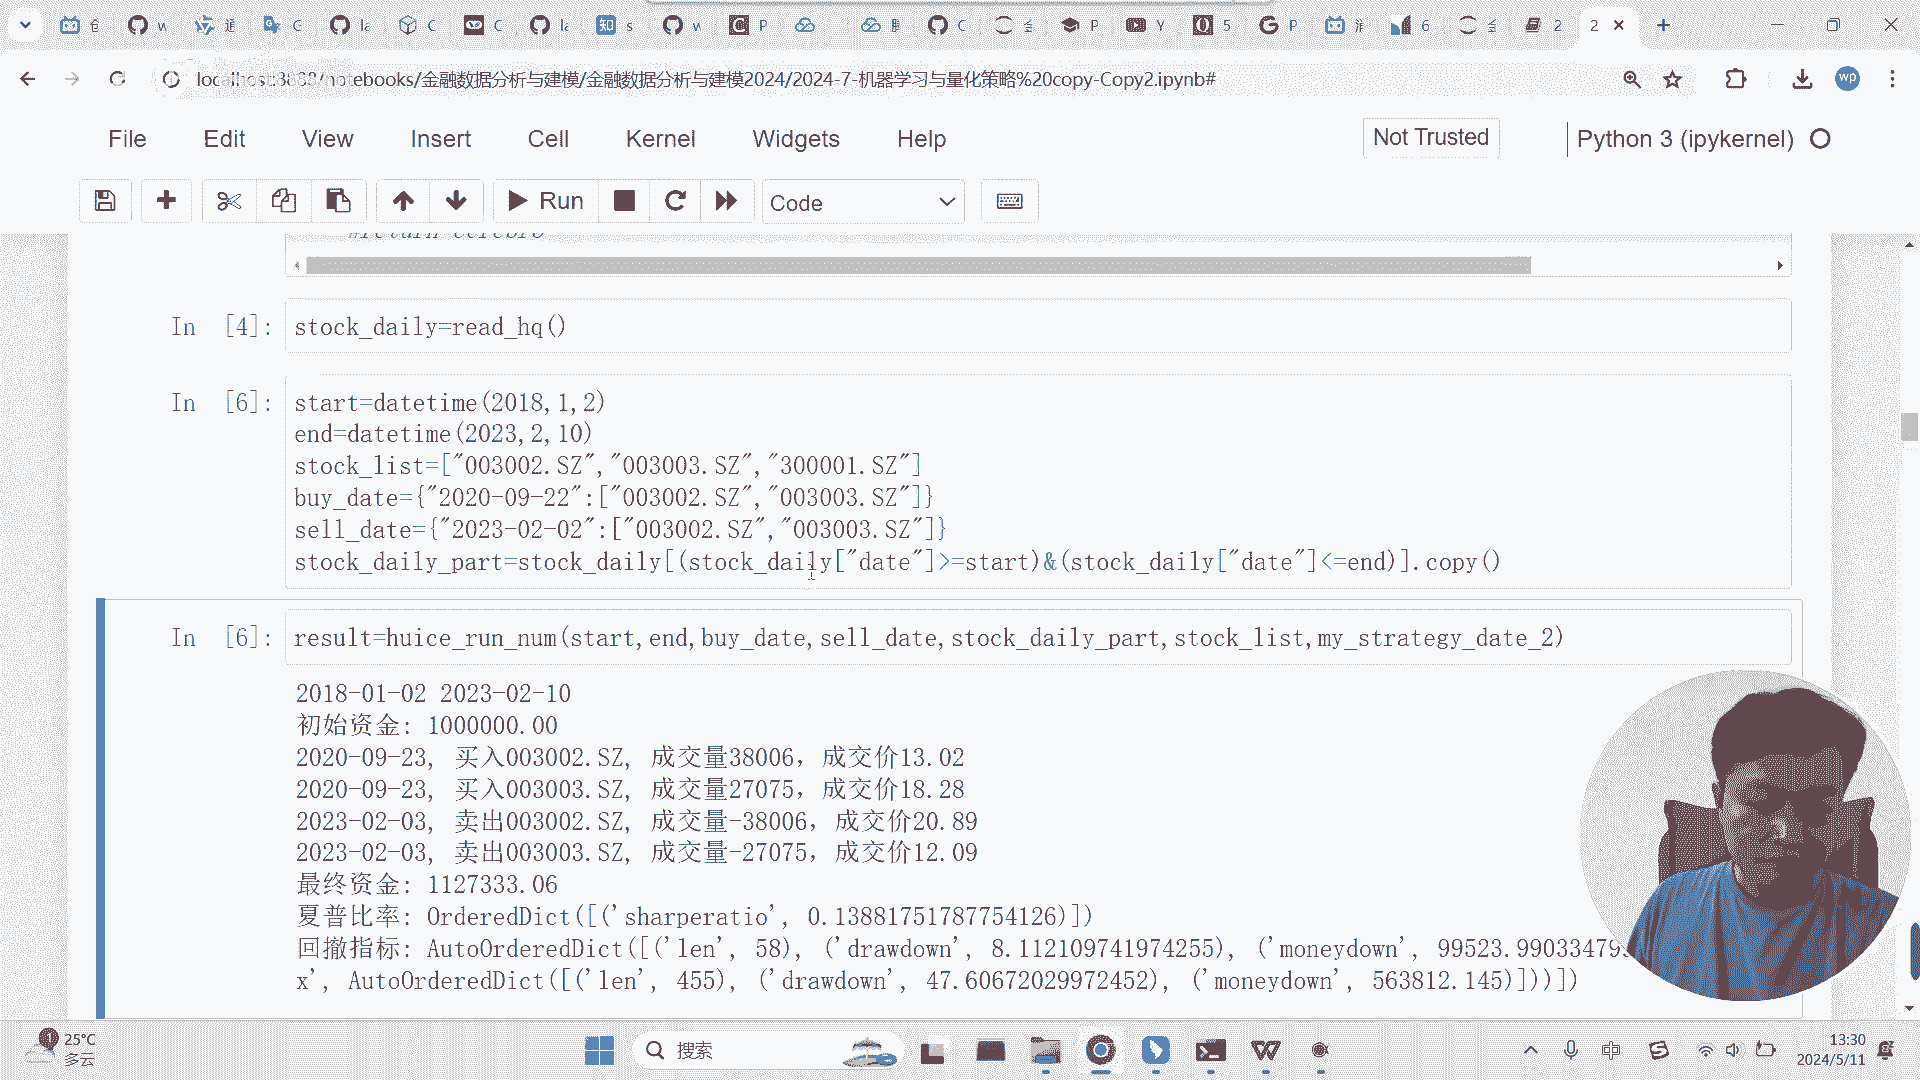 localhost:8888/notebooks/金融数据分析与建模/金融数据分析与建模2024/2024-7-机器学习与量化策略%20copy-Copy2.ipynb#
wp
File Edit View Insert Cell Kernel Widgets Help Not Trusted Python 3 (ipykernel)
Run Code
#return cerebro
In [4]: stock_daily=read_hq()
In [6]: start=datetime(2018,1,2)
end=datetime(2023,2,10)
stock_list=["003002.SZ","003003.SZ","300001.SZ"]
buy_date={"2020-09-22":["003002.SZ","003003.SZ"]}
sell_date={"2023-02-02":["003002.SZ","003003.SZ"]}
stock_daily_part=stock_daily[(stock_daily["date"]>=start)&(stock_daily["date"]<=end)].copy()
In [6]: result=huice_run_num(start,end,buy_date,sell_date,stock_daily_part,stock_list,my_strategy_date_2)
2018-01-02 2023-02-10
初始资金: 1000000.00
2020-09-23, 买入003002.SZ, 成交量38006, 成交价13.02
2020-09-23, 买入003003.SZ, 成交量27075, 成交价18.28
2023-02-03, 卖出003002.SZ, 成交量-38006, 成交价20.89
2023-02-03, 卖出003003.SZ, 成交量-27075, 成交价12.09
最终资金: 1127333.06
夏普比率: OrderedDict([('sharperatio', 0.13881751787754126)])
回撤指标: AutoOrderedDict([('len', 58), ('drawdown', 8.112109741974255), ('moneydown', 99523.99033479
x', AutoOrderedDict([('len', 455), ('drawdown', 47.60672029972452), ('moneydown', 563812.145)]))])
25°C
多云
搜索
中
13:30
2024/5/11